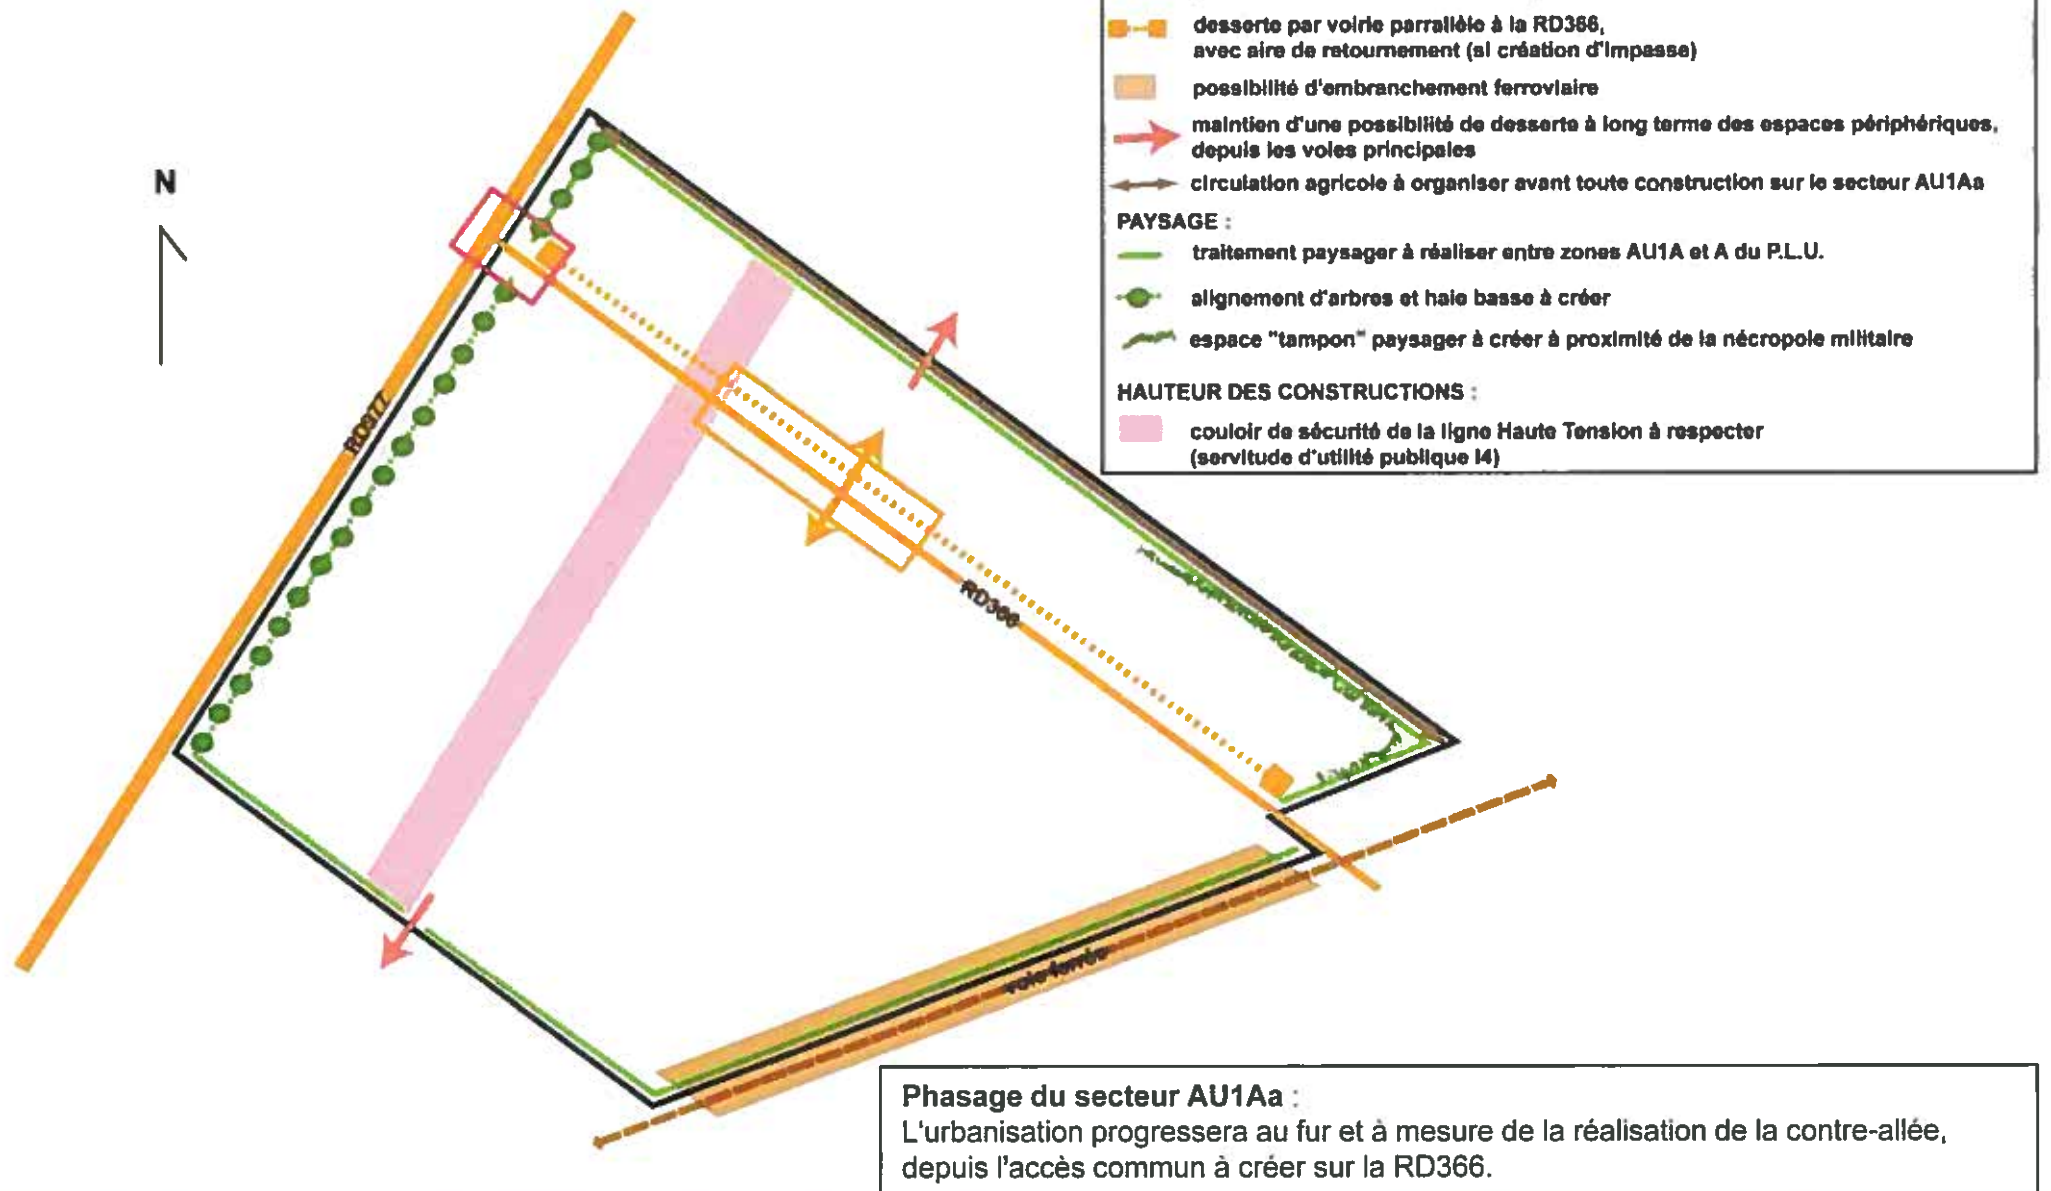 desserte par voirie parrallèle à la RD366,
avec aire de retournement (si création d'impasse)
possibilité d'embranchement ferroviaire
maintien d'une possibilité de desserte à long terme des espaces périphériques,
depuis les voies principales
circulation agricole à organiser avant toute construction sur le secteur AU1Aa
PAYSAGE :
traitement paysager à réaliser entre zones AU1A et A du P.L.U.
alignement d'arbres et haie basse à créer
espace "tampon" paysager à créer à proximité de la nécropole militaire
HAUTEUR DES CONSTRUCTIONS :
couloir de sécurité de la ligne Haute Tension à respecter
(servitude d'utilité publique I4)
N
RD377
RD366
voie ferrée
Phasage du secteur AU1Aa :
L'urbanisation progressera au fur et à mesure de la réalisation de la contre-allée,
depuis l'accès commun à créer sur la RD366.